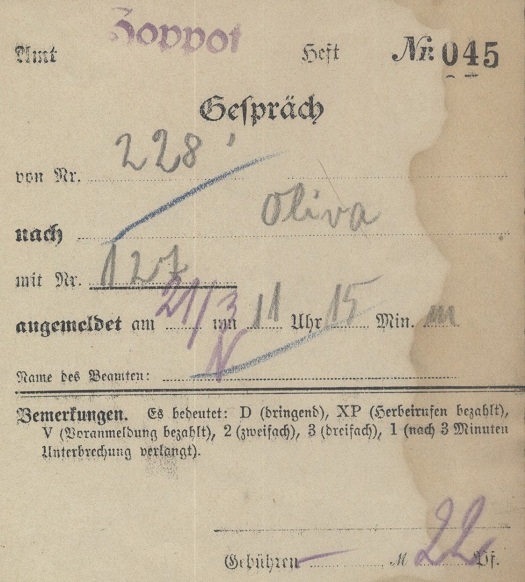 Zoppot
Amt Heft Nr. 045
Gespräch
von Nr. 228
nach Oliva
mit Nr. 127
angemeldet am 21/3 um 11 Uhr 15 Min.
Name des Beamten:
Bemerkungen. Es bedeutet: D (dringend), XP (Herbeirufen bezahlt),
V (Voranmeldung bezahlt), 2 (zweifach), 3 (dreifach), 1 (nach 3 Minuten
Unterbrechung verlangt).
Gebühren — M 22 Pf.